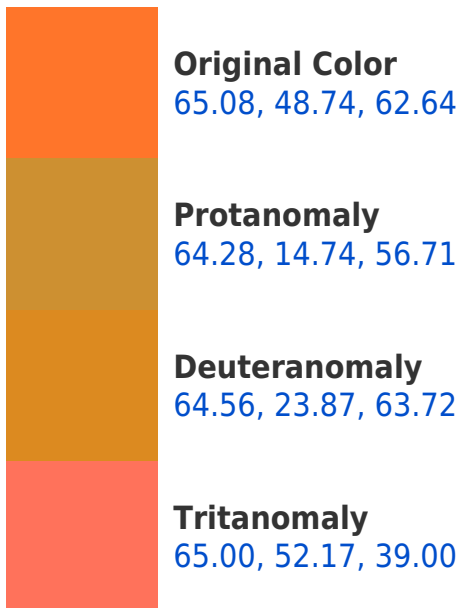 Original Color
65.08, 48.74, 62.64
Protanomaly
64.28, 14.74, 56.71
Deuteranomaly
64.56, 23.87, 63.72
Tritanomaly
65.00, 52.17, 39.00